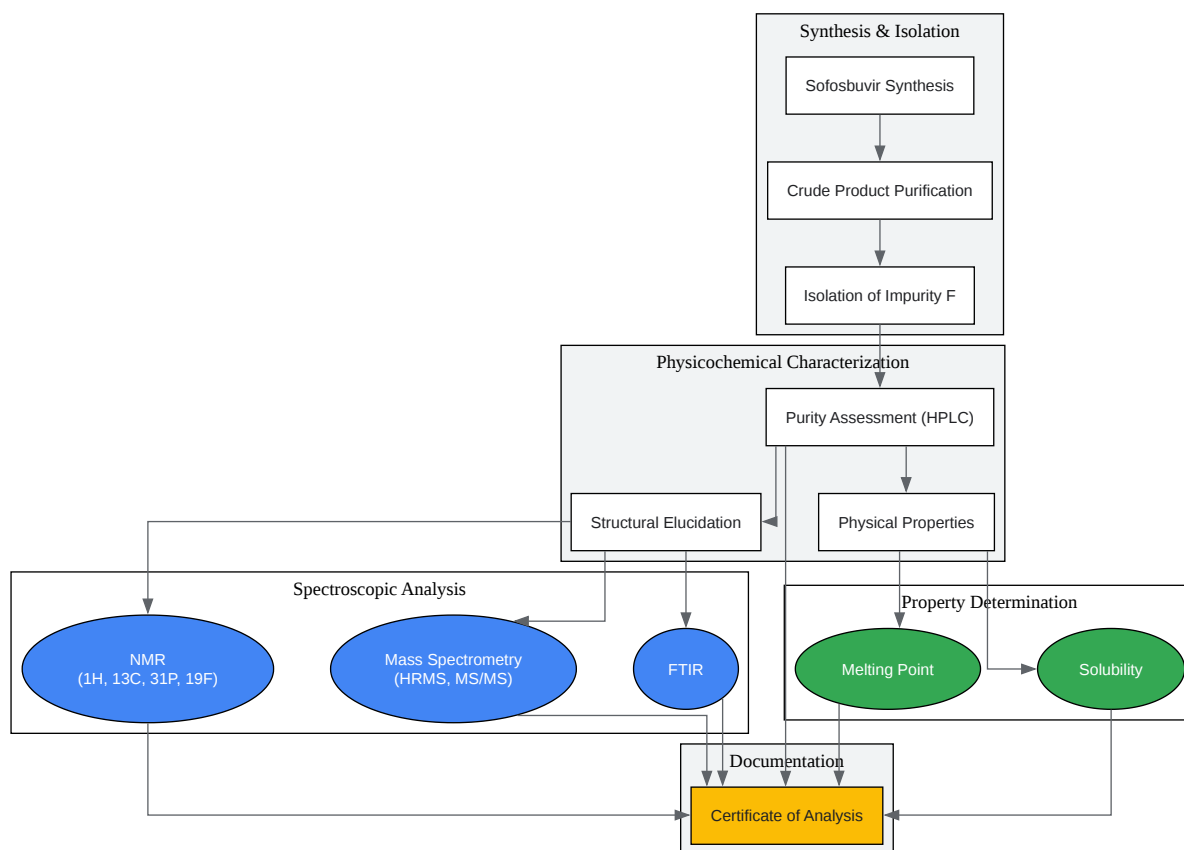 Synthesis & Isolation
Sofosbuvir Synthesis
Crude Product Purification
Isolation of Impurity F
Physicochemical Characterization
Purity Assessment (HPLC)
Structural Elucidation
Physical Properties
Spectroscopic Analysis
Property Determination
NMR
(1H, 13C, 31P, 19F)
Mass Spectrometry
(HRMS, MS/MS)
FTIR
Melting Point
Solubility
Documentation
Certificate of Analysis